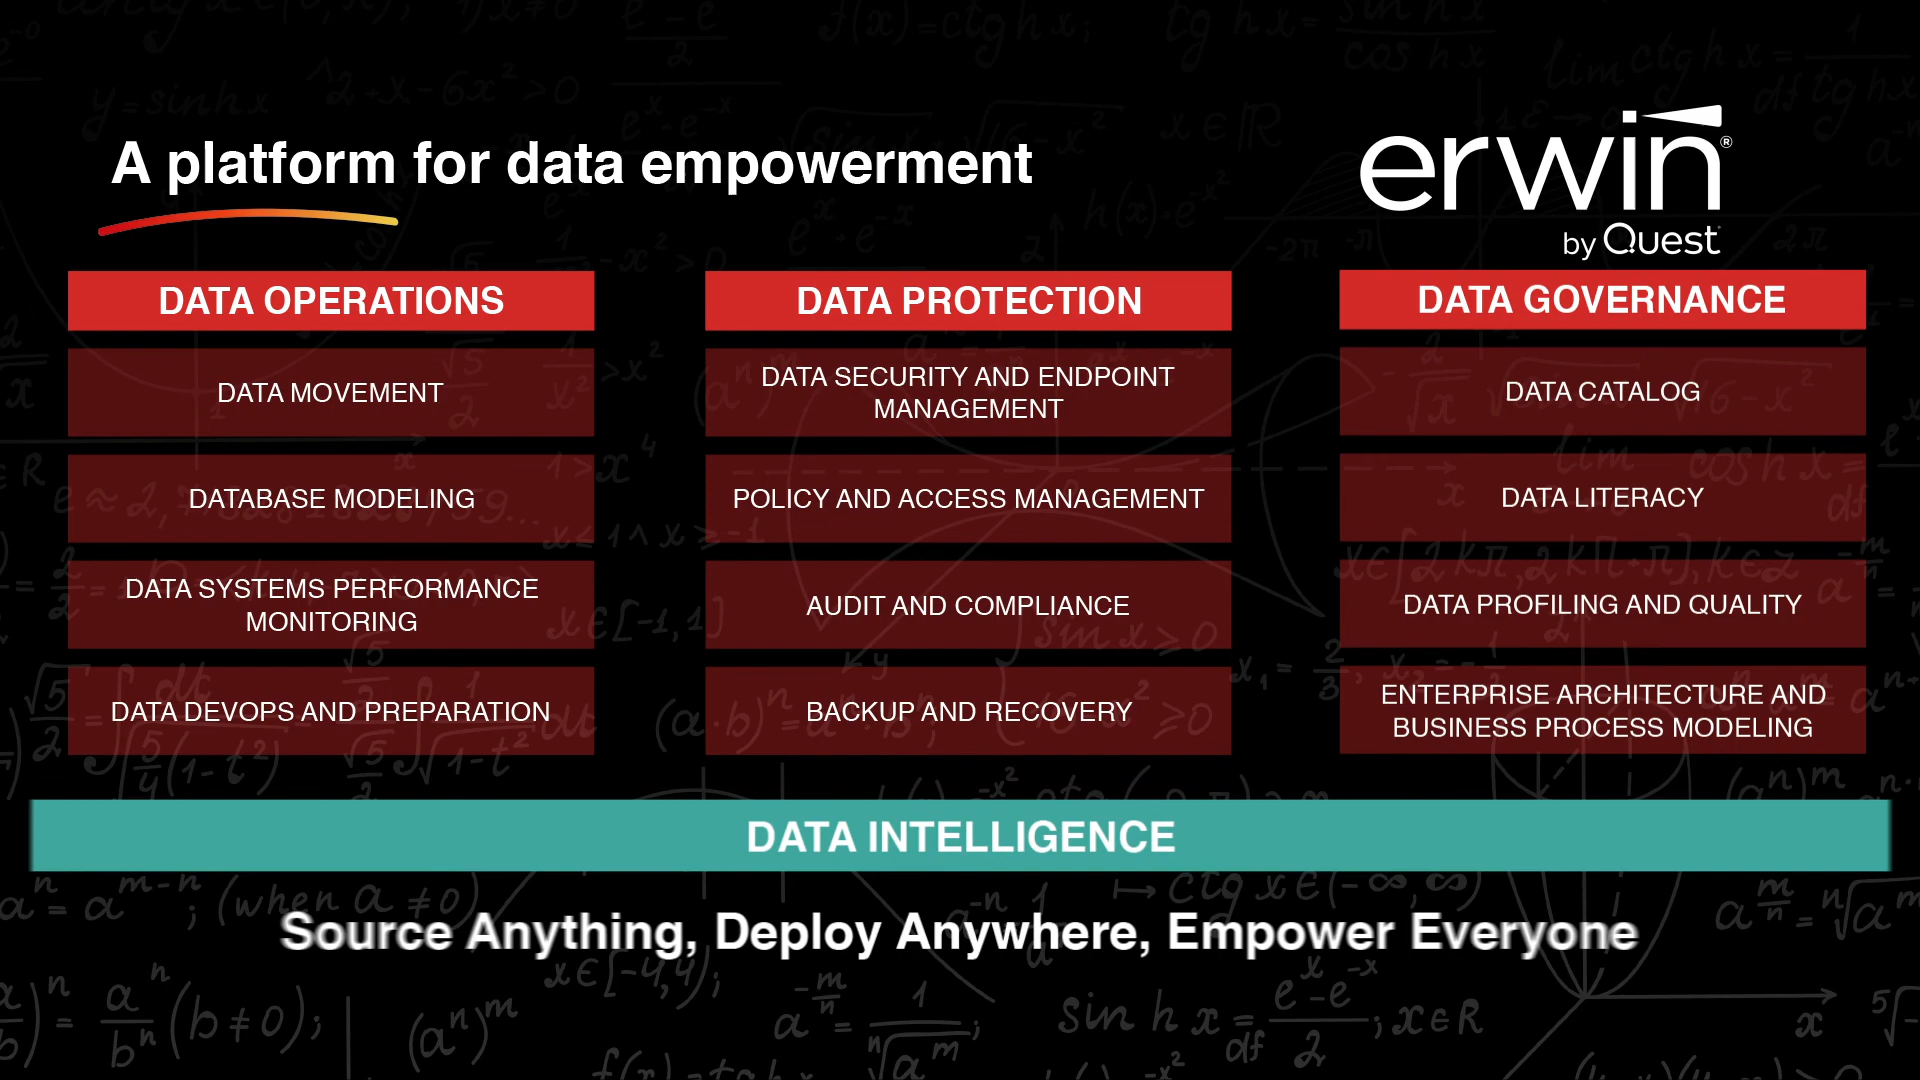 A platform for data empowerment
erwin®
by Quest
DATA OPERATIONS
DATA MOVEMENT
DATABASE MODELING
DATA SYSTEMS PERFORMANCE
MONITORING
DATA DEVOPS AND PREPARATION
DATA PROTECTION
DATA SECURITY AND ENDPOINT
MANAGEMENT
POLICY AND ACCESS MANAGEMENT
AUDIT AND COMPLIANCE
BACKUP AND RECOVERY
DATA GOVERNANCE
DATA CATALOG
DATA LITERACY
DATA PROFILING AND QUALITY
ENTERPRISE ARCHITECTURE AND
BUSINESS PROCESS MODELING
DATA INTELLIGENCE
Source Anything, Deploy Anywhere, Empower Everyone